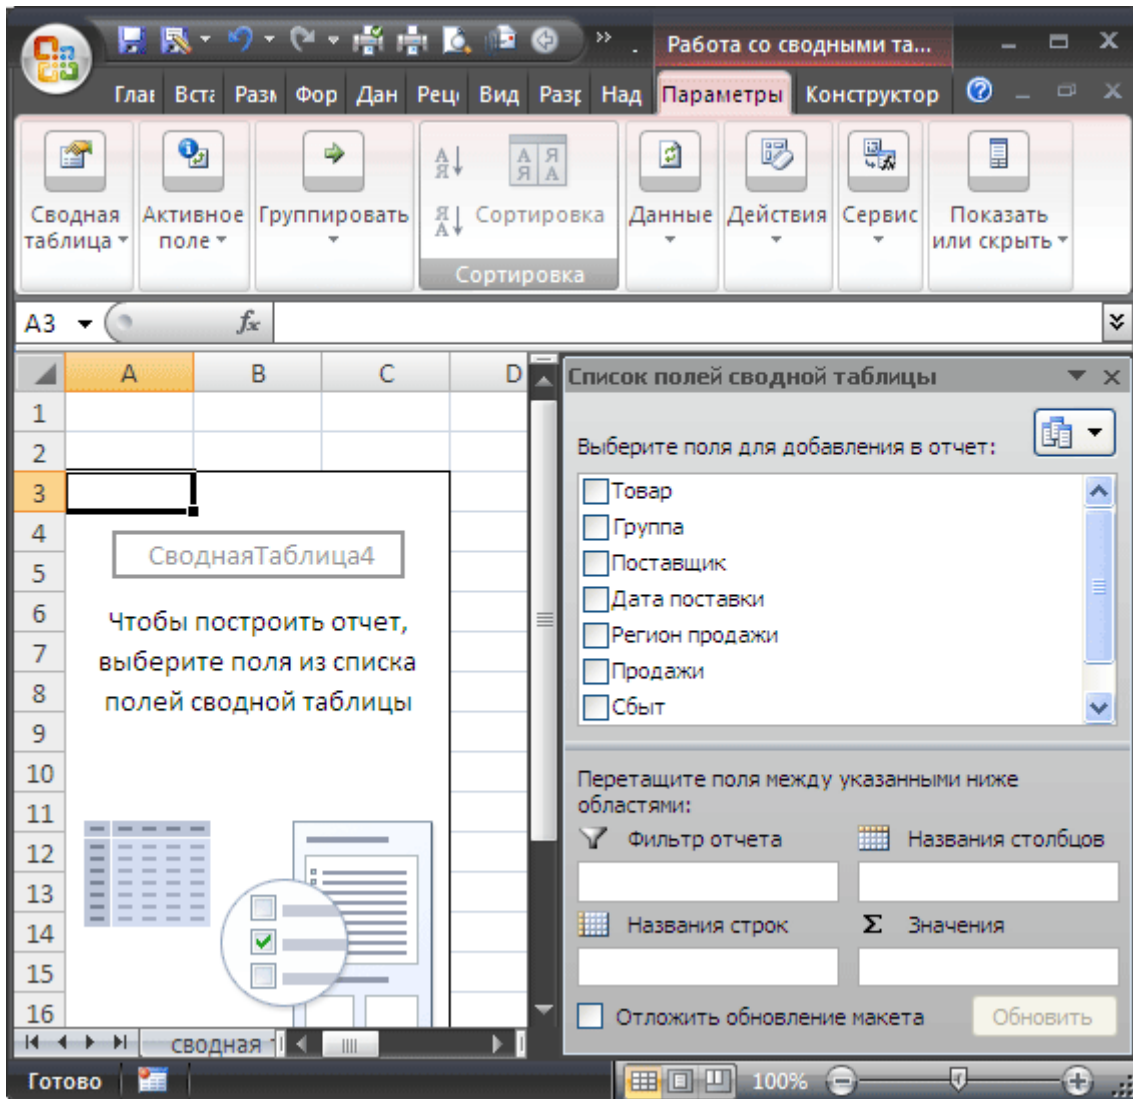 Работа со сводными та...
Глав Вста Разм Фор Дан Реце Вид Разр Над Параметры Конструктор
Сводная таблица
Активное поле
Группировать
А Я
Я А
Сортировка
Сортировка
Данные
Действия
Сервис
Показать или скрыть
A3
fx
A B C D
1
2
3
4
5
6
7
8
9
10
11
12
13
14
15
16
СводнаяТаблица4
Чтобы построить отчет,
выберите поля из списка
полей сводной таблицы
Список полей сводной таблицы
Выберите поля для добавления в отчет:
Товар
Группа
Поставщик
Дата поставки
Регион продажи
Продажи
Сбыт
Перетащите поля между указанными ниже
областями:
Фильтр отчета
Названия столбцов
Названия строк
Σ Значения
Отложить обновление макета
Обновить
сводная
Готово
100%